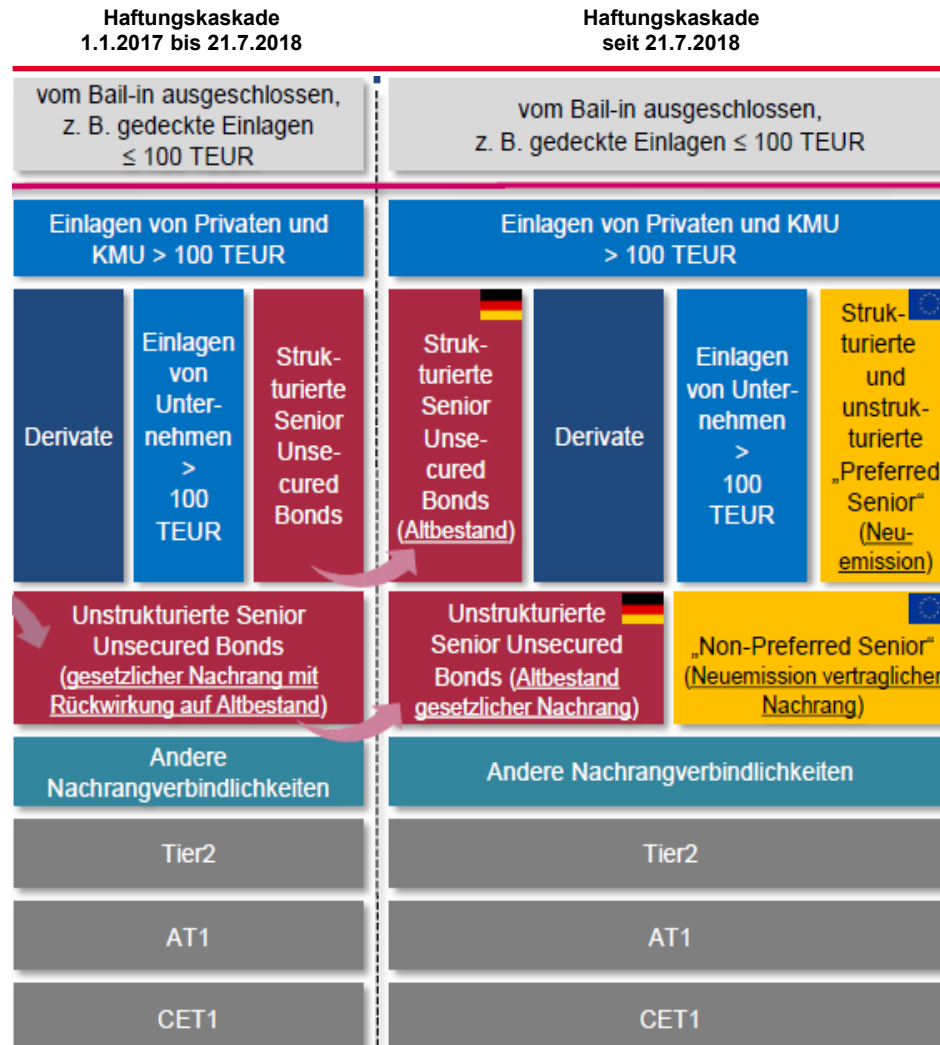 Haftungskaskade
1.1.2017 bis 21.7.2018
Haftungskaskade
seit 21.7.2018
vom Bail-in ausgeschlossen,
z. B. gedeckte Einlagen
≤ 100 TEUR
vom Bail-in ausgeschlossen,
z. B. gedeckte Einlagen ≤ 100 TEUR
Einlagen von Privaten und
KMU > 100 TEUR
Einlagen von Privaten und KMU
> 100 TEUR
Derivate
Einlagen
von
Unter-
nehmen
>
100
TEUR
Struk-
turierte
Senior
Unse-
cured
Bonds
Struk-
turierte
Senior
Unse-
cured
Bonds
(Altbestand)
Derivate
Einlagen
von Unter-
nehmen
>
100
TEUR
Struk-
turierte
und
unstruk-
turierte
„Preferred
Senior“
(Neu-
emission)
Unstrukturierte Senior
Unsecured Bonds
(gesetzlicher Nachrang mit
Rückwirkung auf Altbestand)
Unstrukturierte
Senior Unsecured
Bonds (Altbestand
gesetzlicher Nachrang)
„Non-Preferred Senior“
(Neuemission vertraglicher
Nachrang)
Andere
Nachrangverbindlichkeiten
Andere Nachrangverbindlichkeiten
Tier2
Tier2
AT1
AT1
CET1
CET1